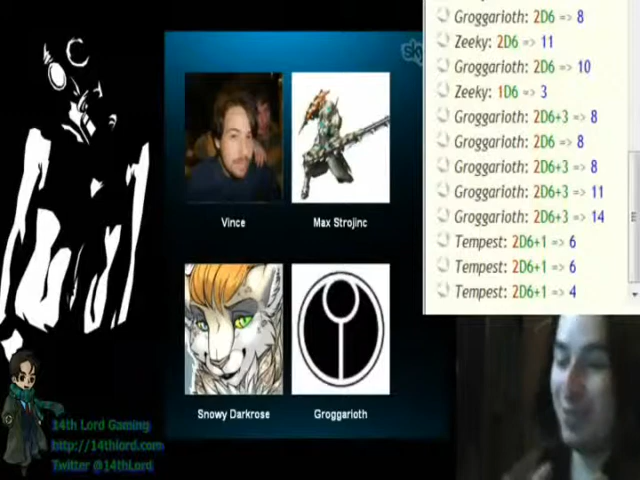 sky
Vince
Max Strojinc
Snowy Darkrose
Groggarioth
Groggarioth: 2D6 => 8
Zeeky: 2D6 => 11
Groggarioth: 2D6 => 10
Zeeky: 1D6 => 3
Groggarioth: 2D6+3 => 8
Groggarioth: 2D6 => 8
Groggarioth: 2D6+3 => 8
Groggarioth: 2D6+3 => 11
Groggarioth: 2D6+3 => 14
Tempest: 2D6+1 => 6
Tempest: 2D6+1 => 6
Tempest: 2D6+1 => 4
14th Lord Gaming
http://14thlord.com
Twitter @14thLord